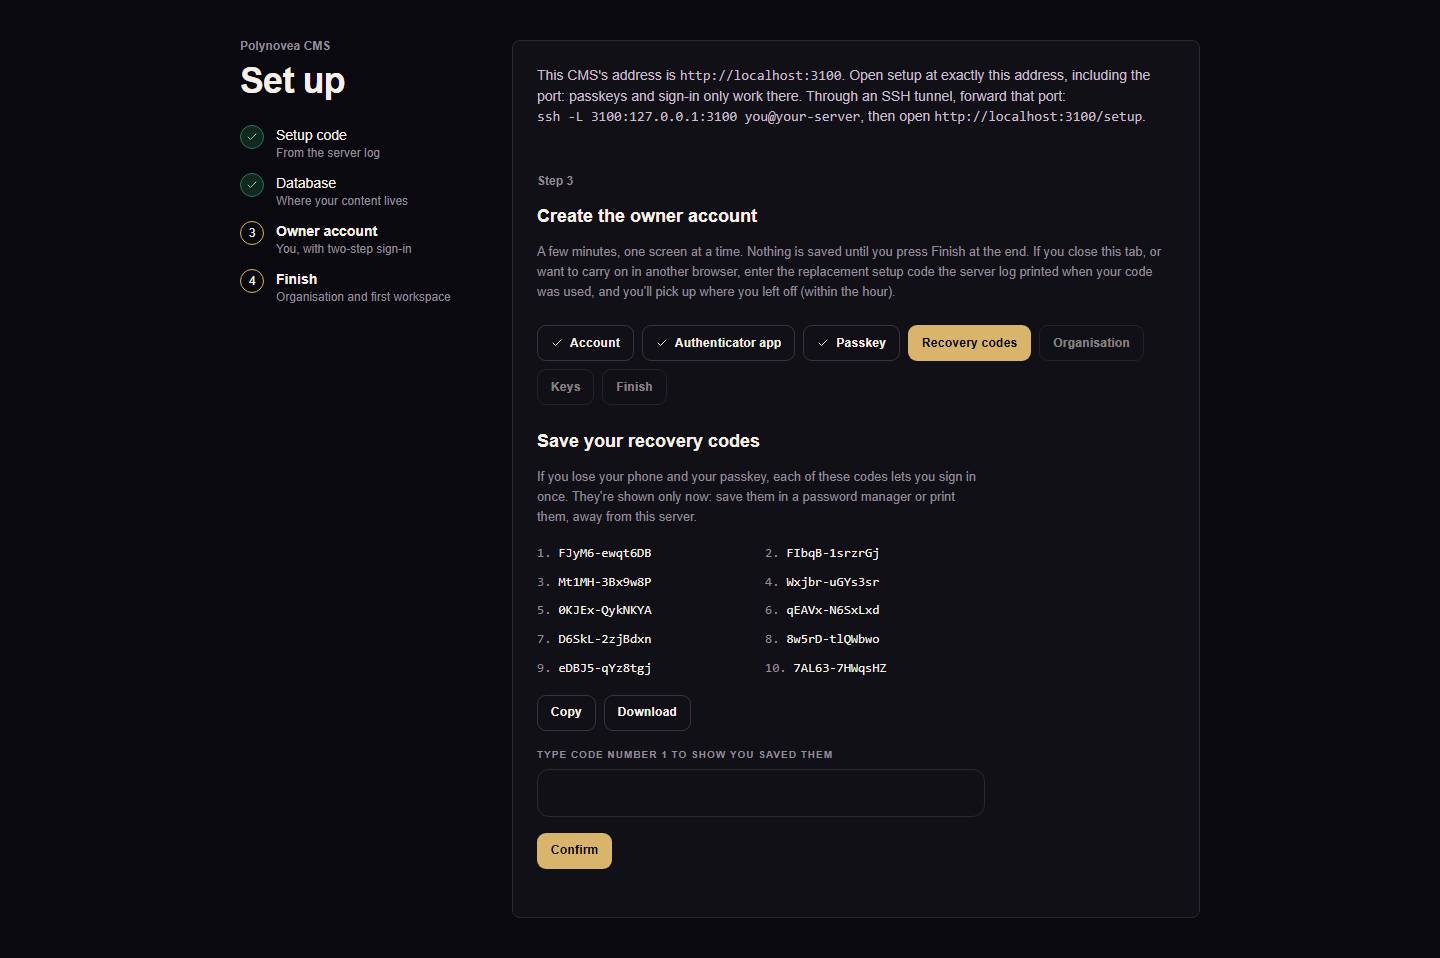 Polynovea CMS
Set up
Setup code
From the server log
Database
Where your content lives
3
Owner account
You, with two-step sign-in
4
Finish
Organisation and first workspace
This CMS's address is http://localhost:3100. Open setup at exactly this address, including the
port: passkeys and sign-in only work there. Through an SSH tunnel, forward that port:
ssh -L 3100:127.0.0.1:3100 you@your-server, then open http://localhost:3100/setup.
Step 3
Create the owner account
A few minutes, one screen at a time. Nothing is saved until you press Finish at the end. If you close this tab, or
want to carry on in another browser, enter the replacement setup code the server log printed when your code
was used, and you'll pick up where you left off (within the hour).
Account Authenticator app Passkey Recovery codes Organisation
Keys Finish
Save your recovery codes
If you lose your phone and your passkey, each of these codes lets you sign in
once. They're shown only now: save them in a password manager or print
them, away from this server.
1. FJyM6-ewqt6DB 2. FIbqB-1srzrGj
3. Mt1MH-3Bx9w8P 4. Wxjbr-uGYs3sr
5. 0KJEx-QykNKYA 6. qEAVx-N6SxLxd
7. D6SkL-2zjBdxn 8. 8w5rD-tlQWbwo
9. eDBJ5-qYz8tgj 10. 7AL63-7HWqsHZ
Copy Download
TYPE CODE NUMBER 1 TO SHOW YOU SAVED THEM
Confirm